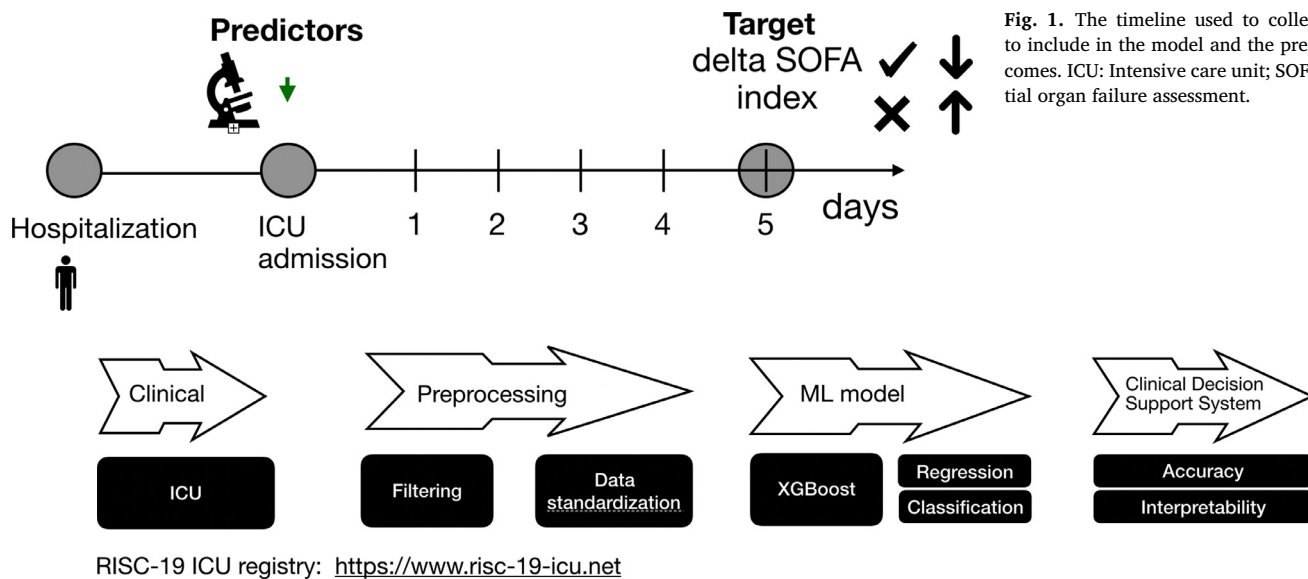 Predictors
Target
delta SOFA
index
Fig. 1. The timeline used to colle
to include in the model and the pre
comes. ICU: Intensive care unit; SOF
tial organ failure assessment.
Hospitalization
ICU
admission
1 2 3 4 5
days
Clinical
Preprocessing
ML model
Clinical Decision
Support System
ICU
Filtering
Data
standardization
XGBoost
Regression
Classification
Accuracy
Interpretability
RISC-19 ICU registry: https://www.risc-19-icu.net